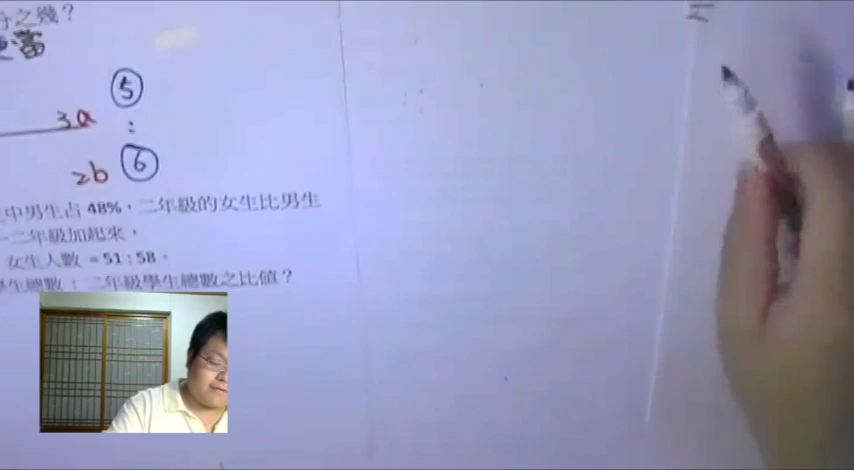 之幾？
當
5
3a
:
6
2b
中男生占 48%，二年級的女生比男生
一二年級加起來，
女生人數 = 51 : 58。
學生總數：二年級學生總數之比值？